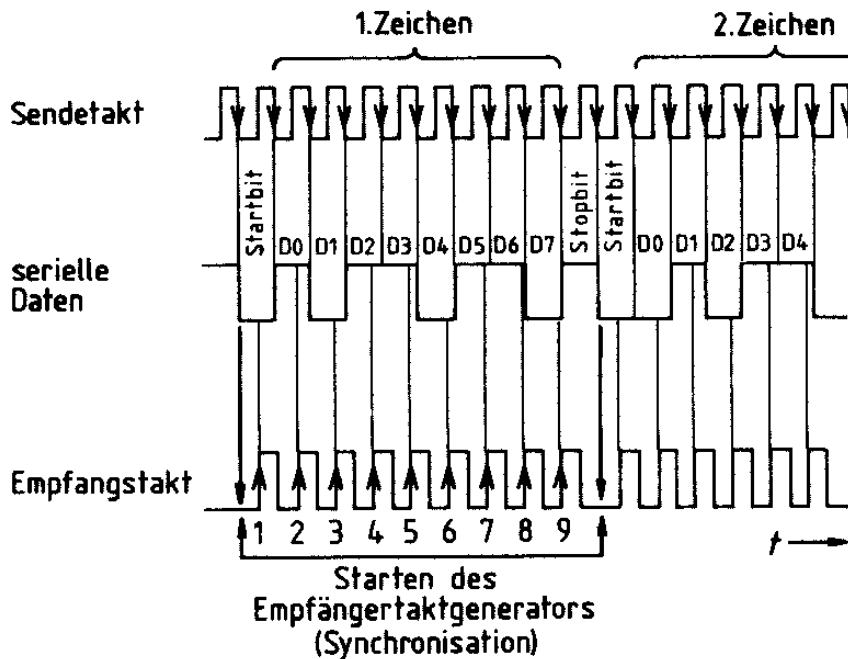 1.Zeichen
2.Zeichen
Sendetakt
Startbit
Stopbit
Startbit
D0 D1 D2 D3 D4 D5 D6 D7
D0 D1 D2 D3 D4
serielle
Daten
Empfangstakt
1 2 3 4 5 6 7 8 9
t
Starten des
Empfängertaktgenerators
(Synchronisation)